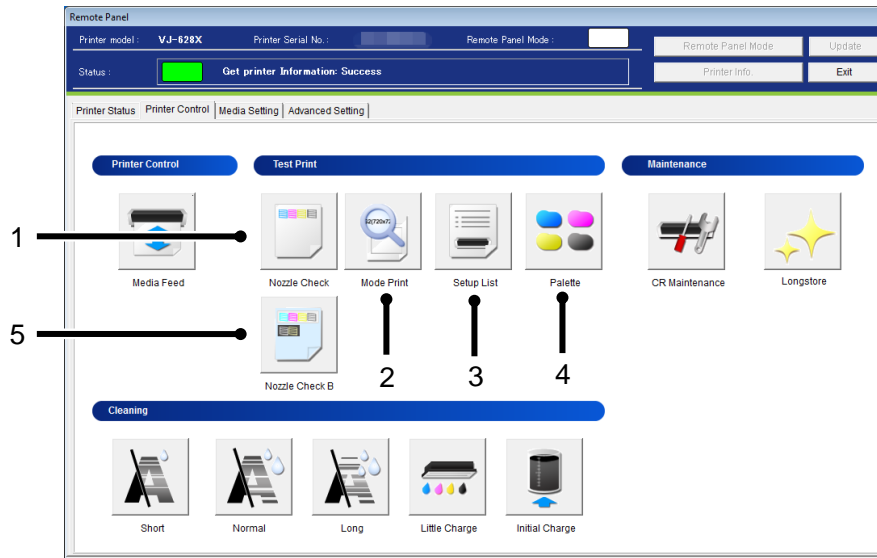 Remote Panel
Printer model : VJ-628X Printer Serial No. : Remote Panel Mode :
Remote Panel Mode Update
Status : Get printer Information: Success
Printer Info. Exit
Printer Status Printer Control Media Setting Advanced Setting
Printer Control Test Print Maintenance
1
Media Feed Nozzle Check Mode Print Setup List Palette CR Maintenance Longstore
5
2 3 4
Nozzle Check B
Cleaning
Short Normal Long Little Charge Initial Charge